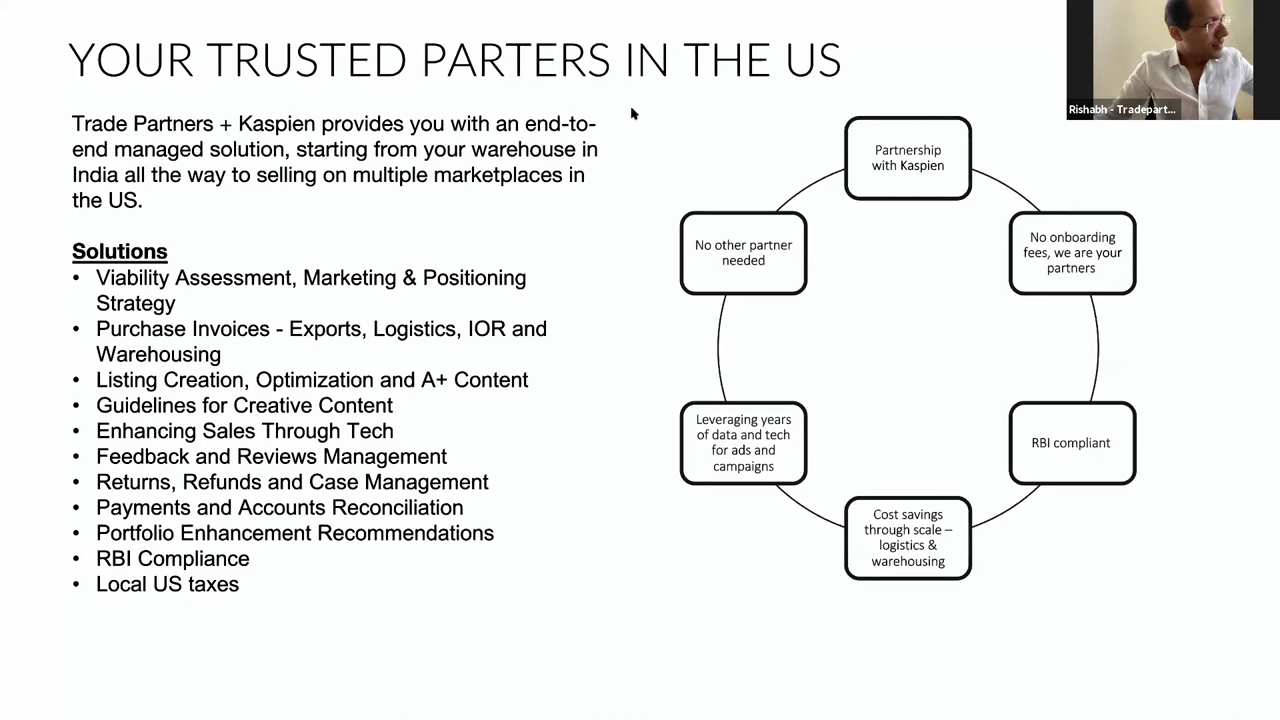 YOUR TRUSTED PARTERS IN THE US
Rishabh - Tradepart...
Trade Partners + Kaspien provides you with an end-to-
end managed solution, starting from your warehouse in
India all the way to selling on multiple marketplaces in
the US.
Solutions
• Viability Assessment, Marketing & Positioning
Strategy
• Purchase Invoices - Exports, Logistics, IOR and
Warehousing
• Listing Creation, Optimization and A+ Content
• Guidelines for Creative Content
• Enhancing Sales Through Tech
• Feedback and Reviews Management
• Returns, Refunds and Case Management
• Payments and Accounts Reconciliation
• Portfolio Enhancement Recommendations
• RBI Compliance
• Local US taxes
Partnership
with Kaspien
No onboarding
fees, we are your
partners
RBI compliant
Cost savings
through scale –
logistics &
warehousing
Leveraging years
of data and tech
for ads and
campaigns
No other partner
needed